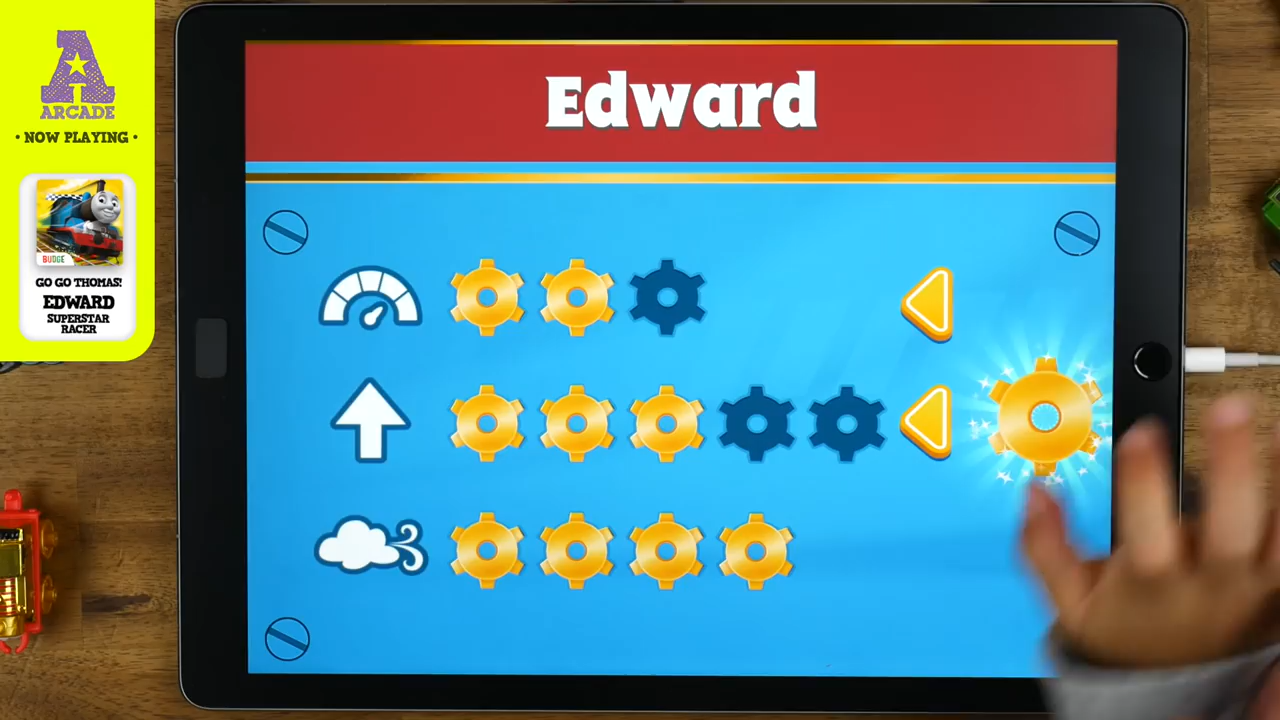 A
ARCADE
• NOW PLAYING •
BUDGE
GO GO THOMAS!
EDWARD
SUPERSTAR
RACER
Edward